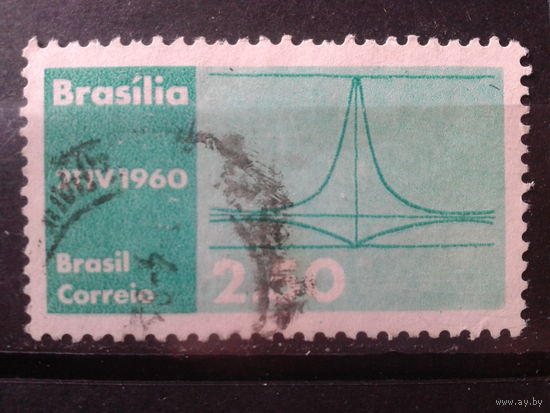 Brasília
21 IV 1960
Brasil
Correio
2,50
www.ay.by